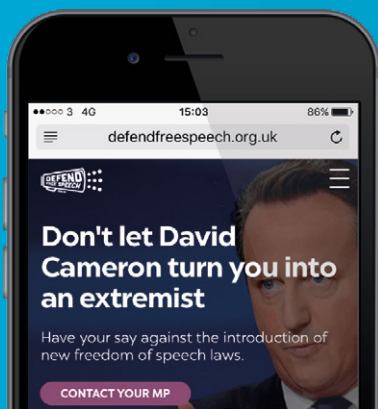 3 4G 15:03 86%
defendfreespeech.org.uk
DEFEND
FREE SPEECH
Don't let David
Cameron turn you into
an extremist
Have your say against the introduction of
new freedom of speech laws.
CONTACT YOUR MP